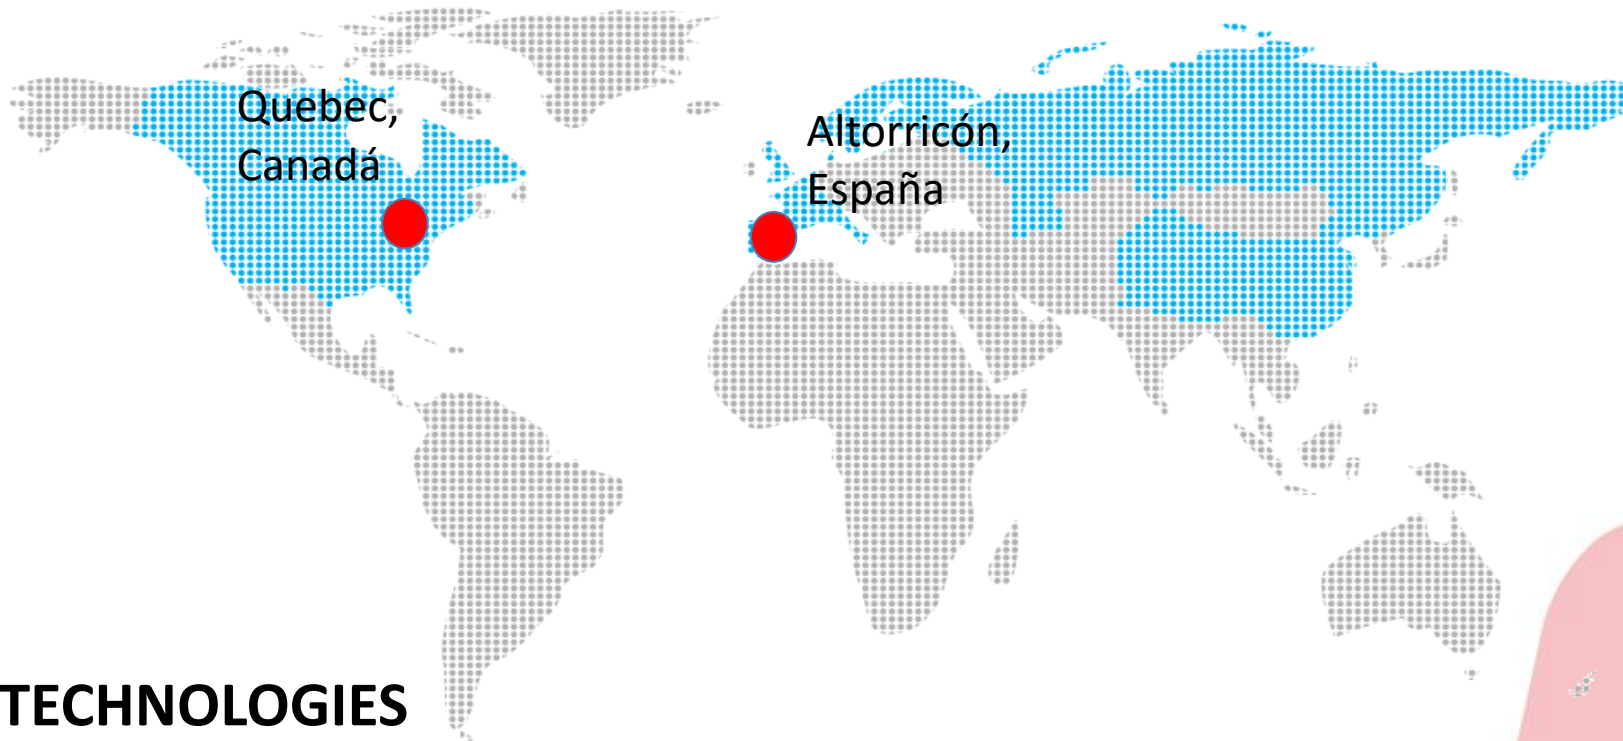 Quebec,
Canadá
Altorricón,
España
TECHNOLOGIES